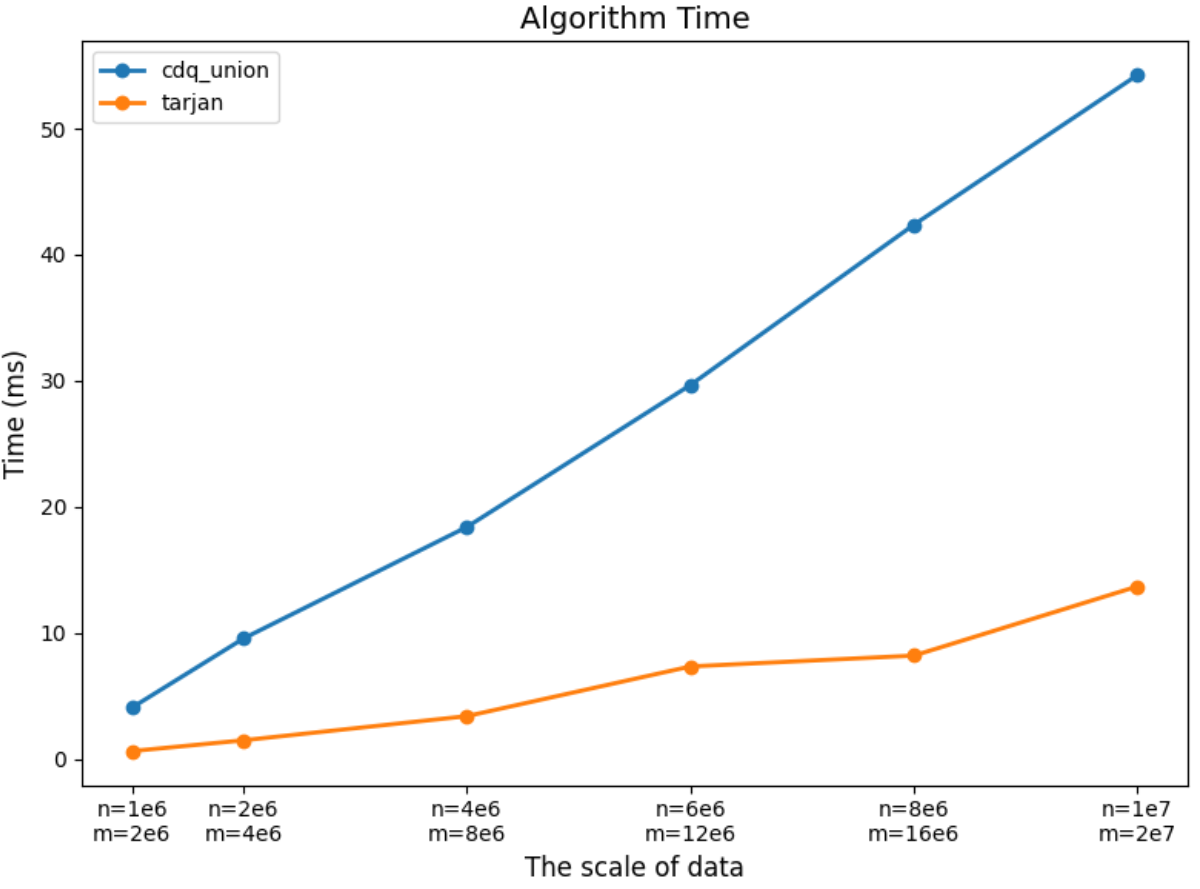 Algorithm Time
cdq_union
tarjan
50
40
30
20
10
0
Time (ms)
n=1e6 n=2e6 n=4e6 n=6e6 n=8e6 n=1e7
m=2e6 m=4e6 m=8e6 m=12e6 m=16e6 m=2e7
The scale of data